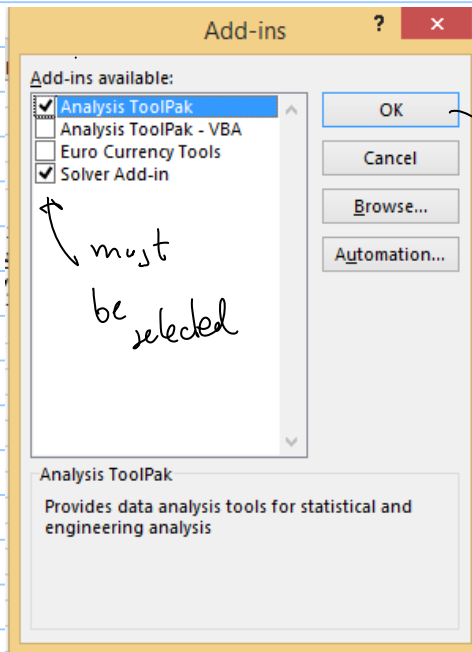 Add-ins
? ×
Add-ins available:
Analysis ToolPak
Analysis ToolPak - VBA
Euro Currency Tools
Solver Add-in
must
be
selected
OK
Cancel
Browse...
Automation...
Analysis ToolPak
Provides data analysis tools for statistical and
engineering analysis